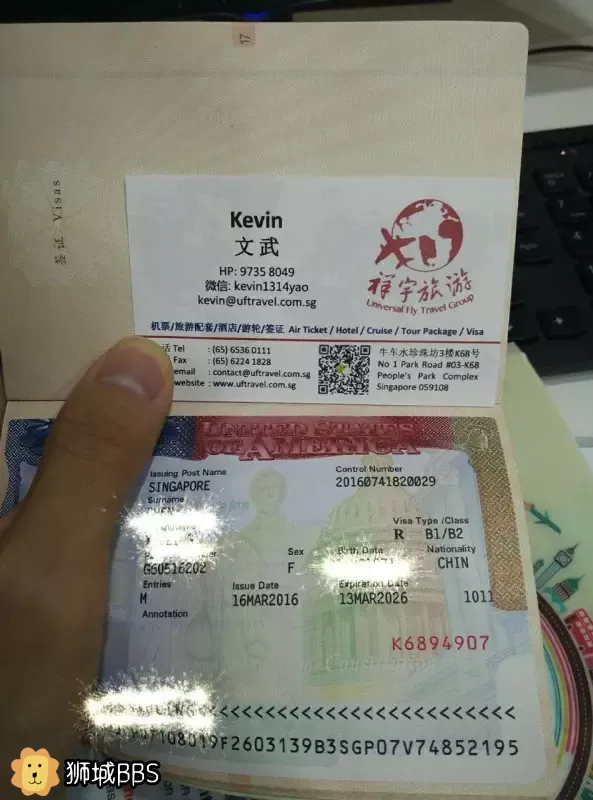 17
签证 Visas
Kevin
文武
HP: 9735 8049
微信: kevin1314yao
kevin@uftravel.com.sg
祥宇旅游
Universal Fly Travel Group
机票/旅游配套/酒店/游轮/签证 Air Ticket / Hotel / Cruise / Tour Package / Visa
话 Tel : (65) 6536 0111
Fax : (65) 6224 1828
email : contact@uftravel.com.sg
website : www.uftravel.com.sg
牛车水珍珠坊3楼K68号
No 1 Park Road #03-K68
People's Park Complex
Singapore 059108
UNITED STATES
OF AMERICA
Issuing Post Name
SINGAPORE
Control Number
20160741820029
Surname
Visa Type /Class
R B1/B2
Sex
F
Birth Date
Nationality
CHIN
G60516202
Entries
M
Issue Date
16MAR2016
Expiration Date
13MAR2026
1011
Annotation
K6894907
<<<<<<<<<<<<<<<<<<<<<<<
08019F2603139B3SGP07V74852195
狮城BBS